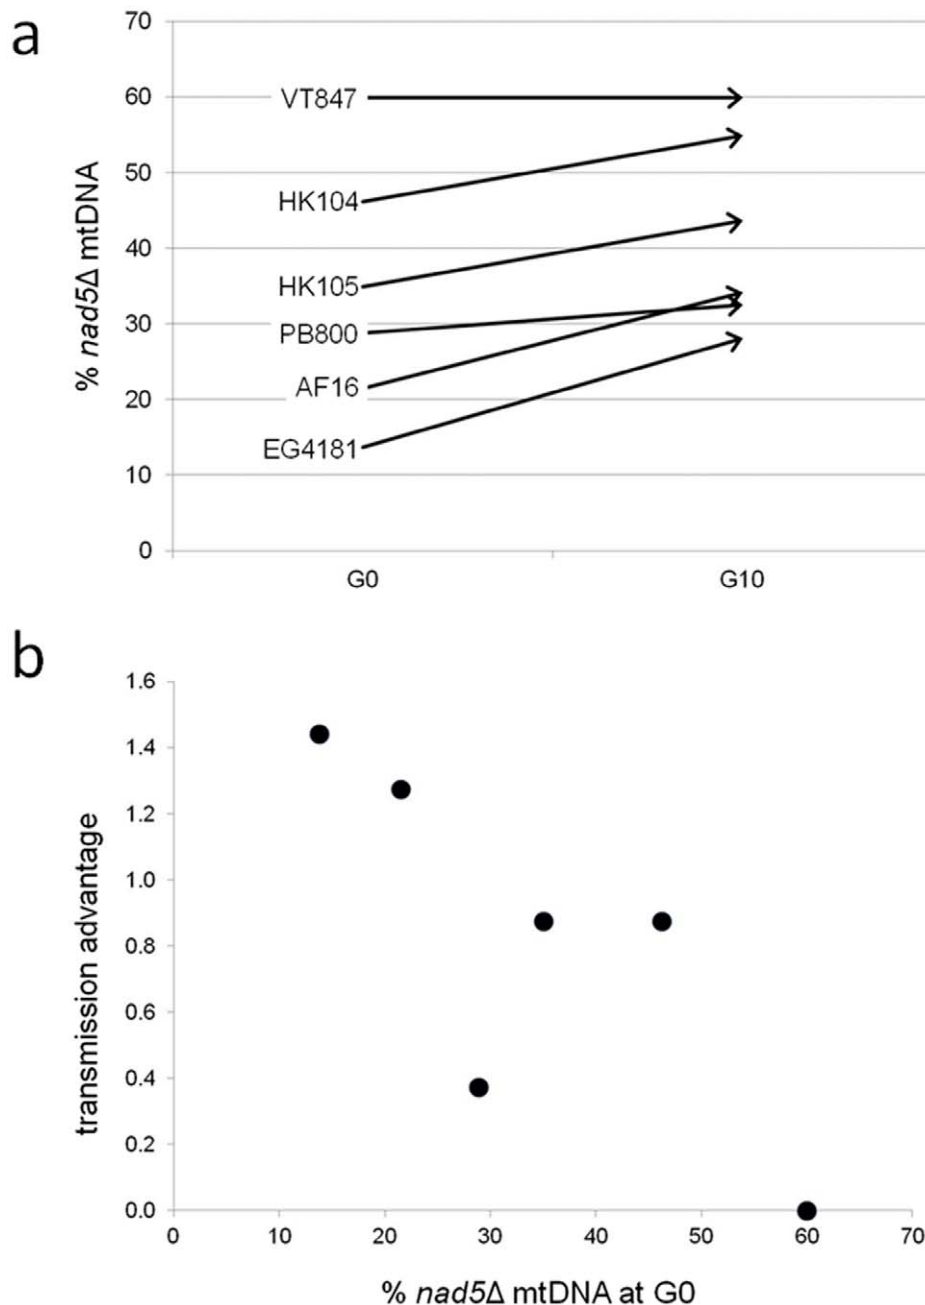 a
70
60
50
40
30
20
10
0
% nad5Δ mtDNA
VT847
HK104
HK105
PB800
AF16
EG4181
G0
G10
b
1.6
1.4
1.2
1.0
0.8
0.6
0.4
0.2
0.0
transmission advantage
0 10 20 30 40 50 60 70
% nad5Δ mtDNA at G0